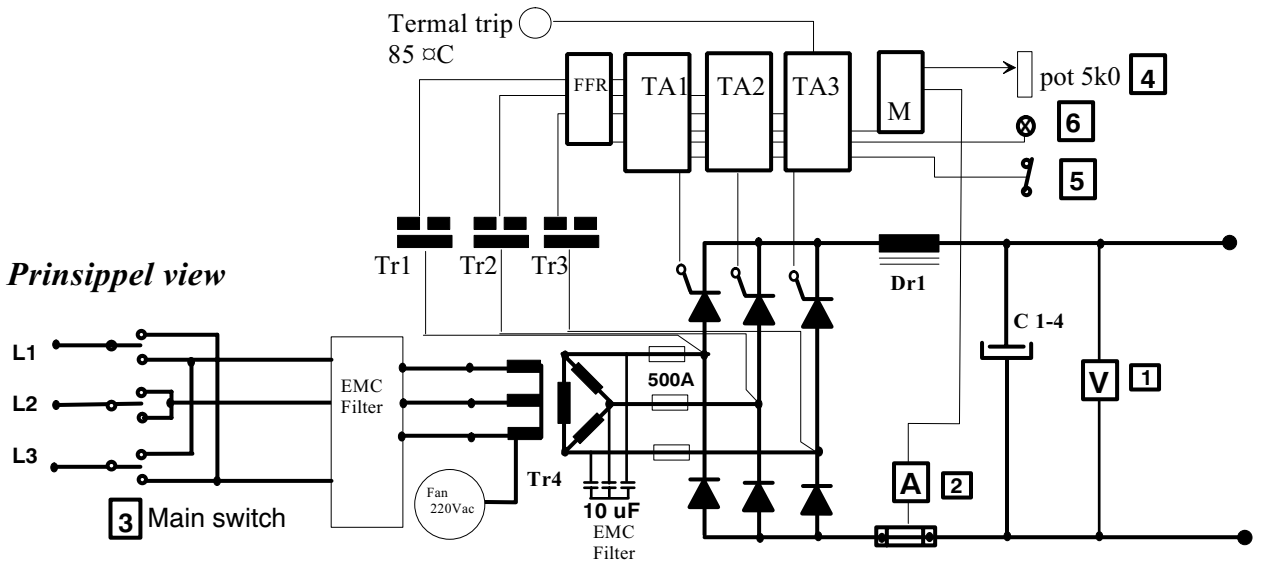 Termal trip
85 ¤C
FFR
TA1
TA2
TA3
M
pot 5k0
4
6
5
Tr1
Tr2
Tr3
Prinsippel view
Dr1
C 1-4
L1
L2
L3
EMC
Filter
500A
V
1
Tr4
Fan
220Vac
A
2
10 uF
EMC
Filter
3
Main switch